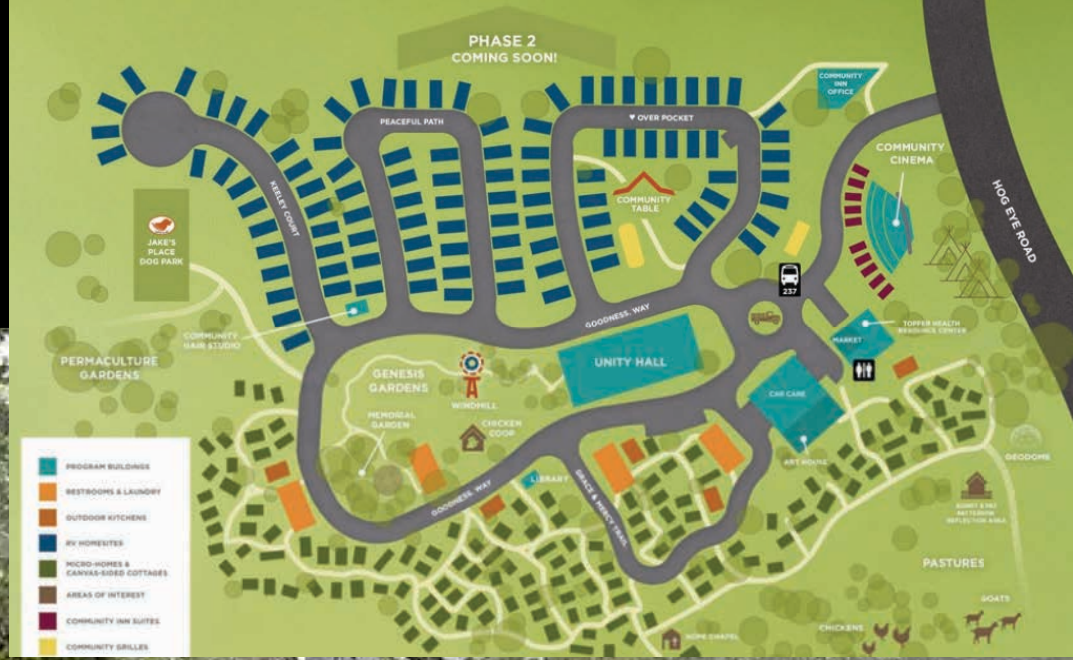 PHASE 2
COMING SOON!
COMMUNITY
INN
OFFICE
PEACEFUL PATH
♥ OVER POCKET
COMMUNITY
CINEMA
KEELEY COURT
COMMUNITY
TABLE
HOG EYE ROAD
JAKE'S
PLACE
DOG PARK
237
GOODNESS, WAY
COMMUNITY
HAIR STUDIO
TOPFER HEALTH
RESOURCE CENTER
MARKET
PERMACULTURE
GARDENS
GENESIS
GARDENS
UNITY HALL
WINDMILL
CAR CARE
MEMORIAL
GARDEN
CHICKEN
COOP
ART HOUSE
GEODOME
LIBRARY
GOODNESS, WAY
GRACE & MERCY TRAIL
PATTERSON
REFLECTION AREA
PASTURES
GOATS
CHICKENS
HOPE CHAPEL
PROGRAM BUILDINGS
RESTROOMS & LAUNDRY
OUTDOOR KITCHENS
RV HOMESITES
MICRO-HOMES &
CANVAS-SIDED COTTAGES
AREAS OF INTEREST
COMMUNITY INN SUITES
COMMUNITY GRILLES